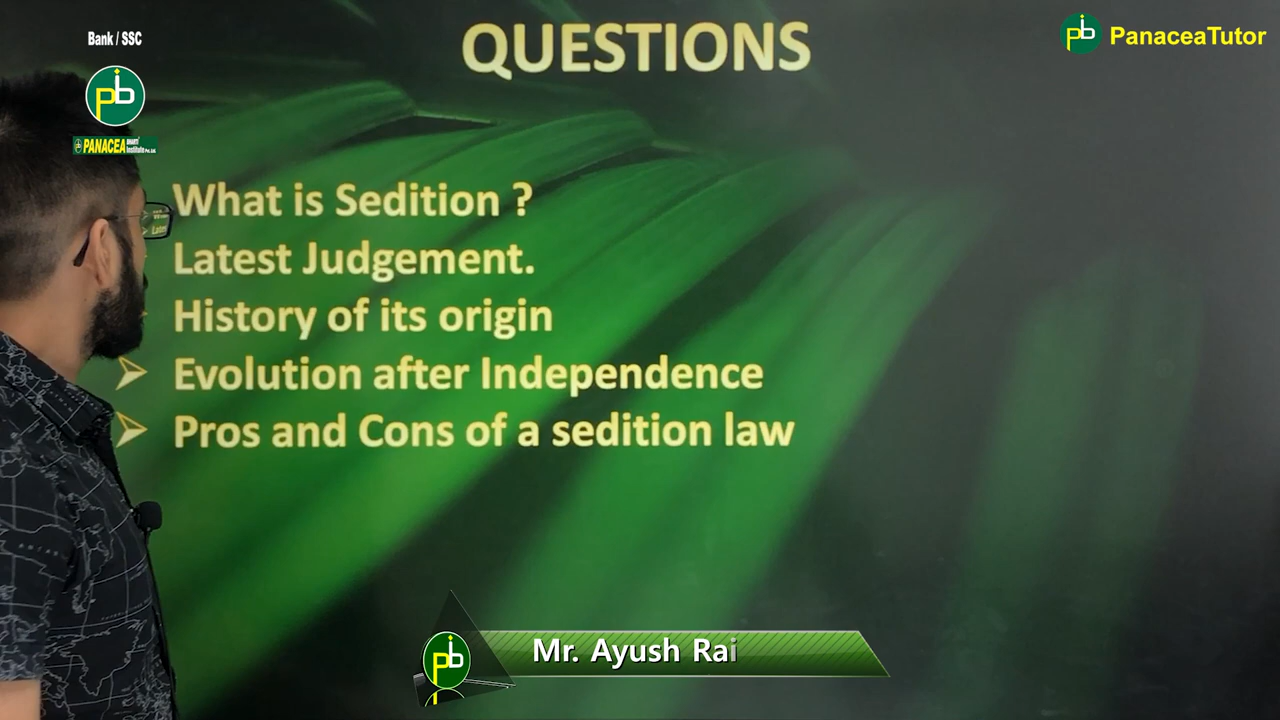 QUESTIONS
PanaceaTutor
Bank / SSC
PANACEA
What is Sedition ?
Latest Judgement.
History of its origin
Evolution after Independence
Pros and Cons of a sedition law
Mr. Ayush Rai